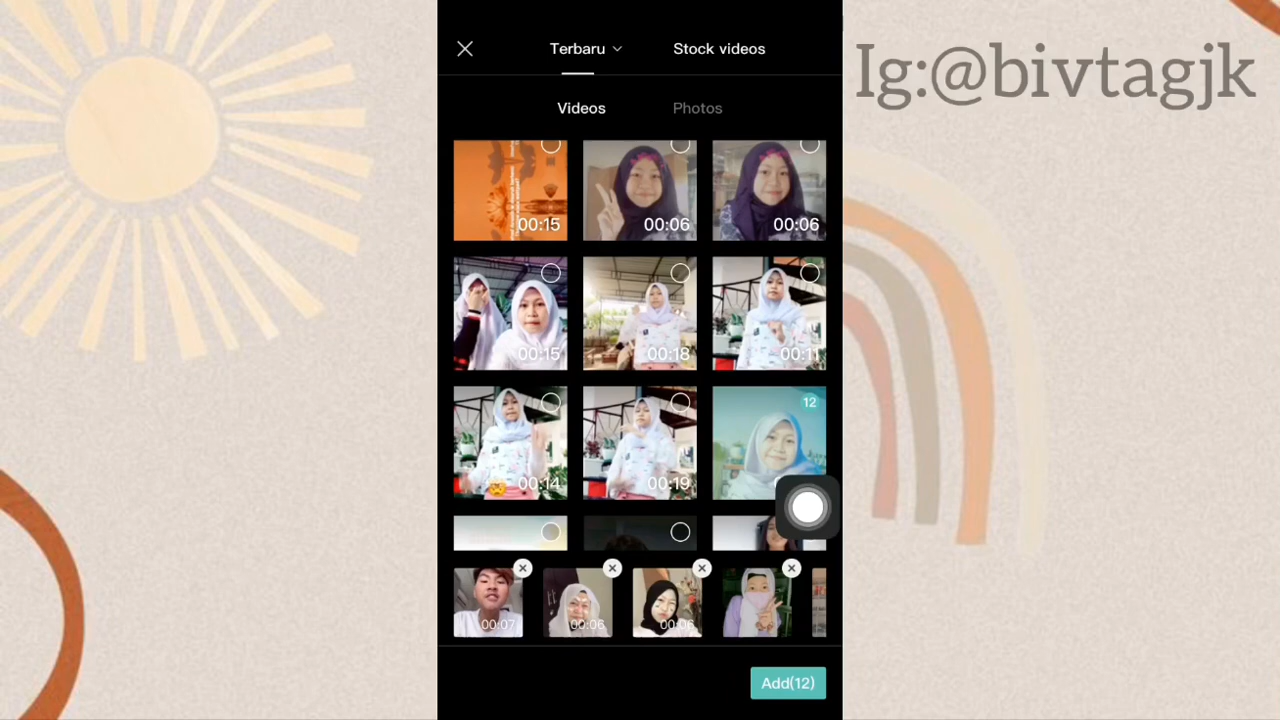 Terbaru
Stock videos
Ig:@bivtagjk
Videos
Photos
00:15
00:06
00:06
00:15
00:18
00:11
00:14
00:19
12
00:07
00:06
00:06
Add(12)